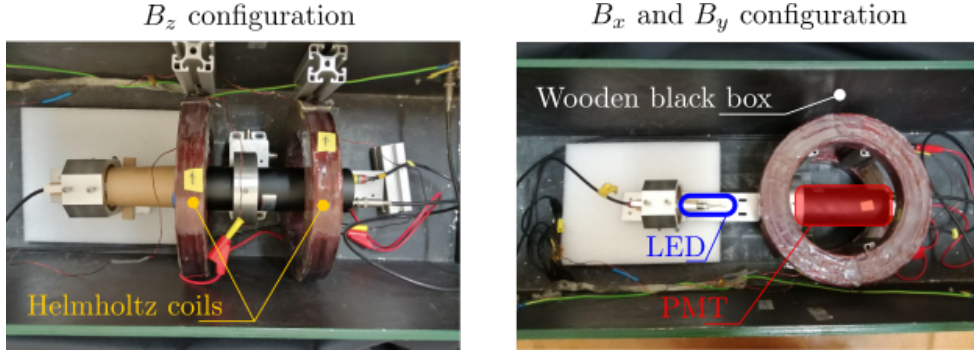 B_z configuration
B_x and B_y configuration
Helmholtz coils
Wooden black box
LED
PMT